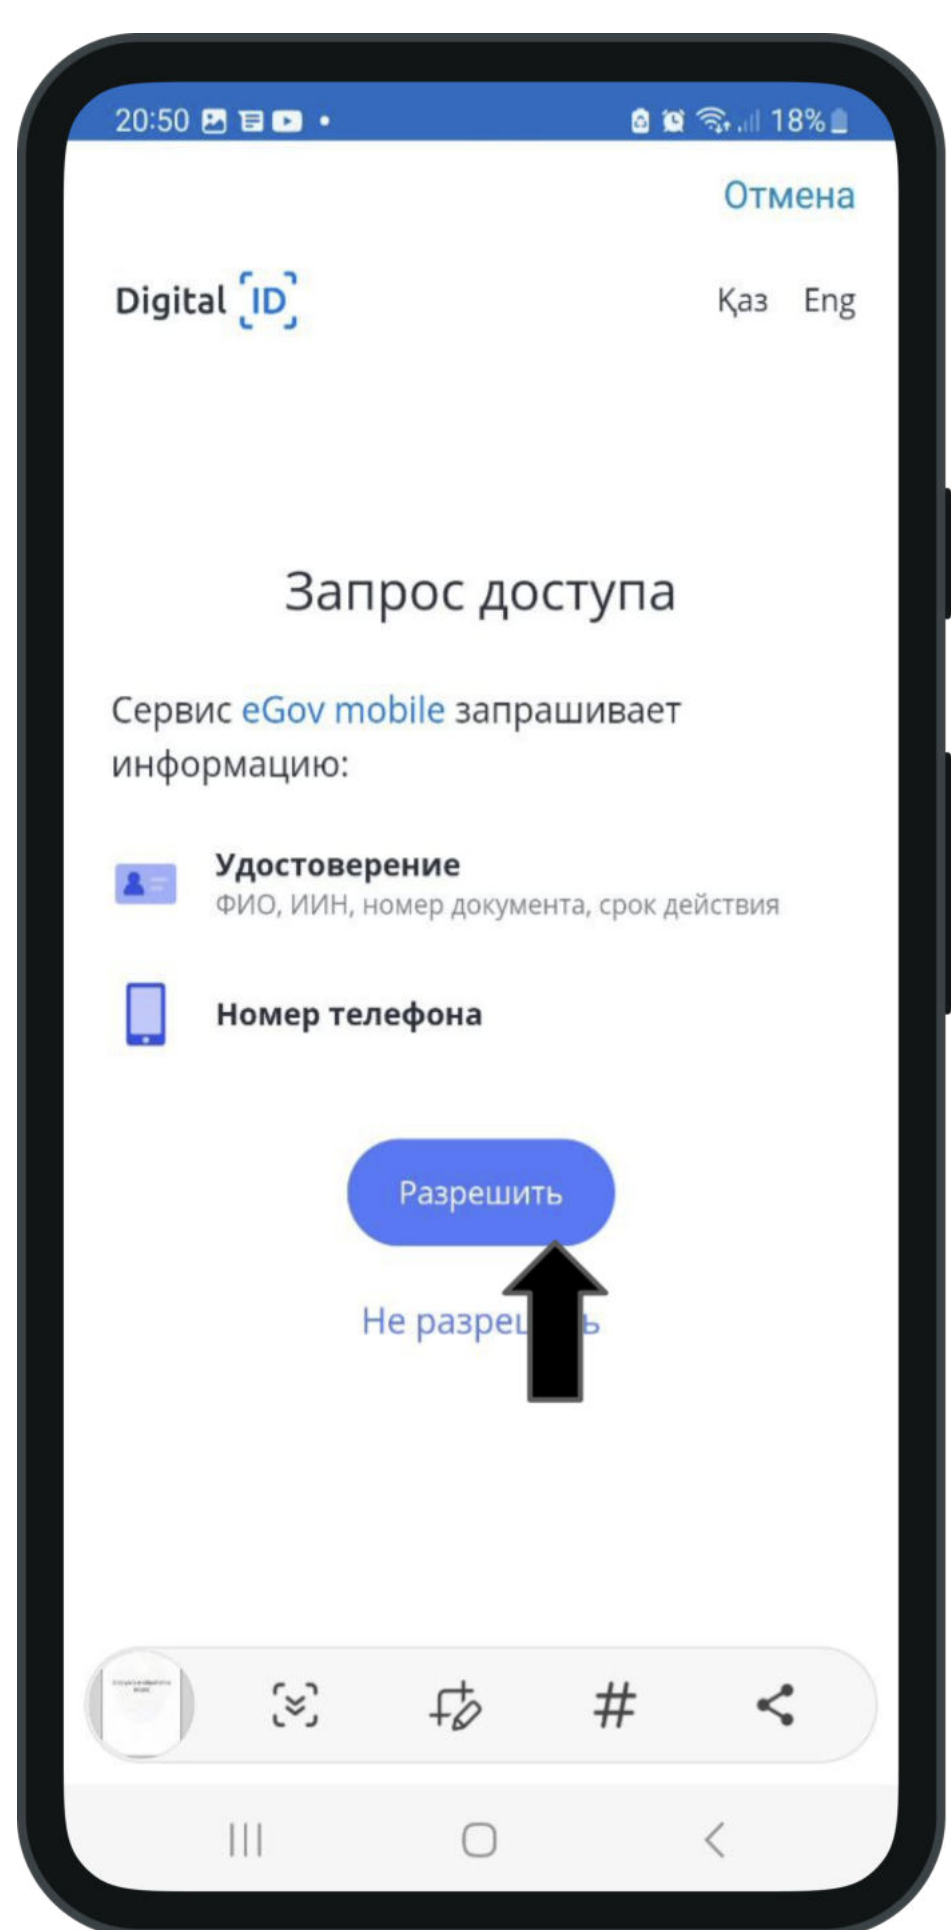 20:50
18%
Отмена
Digital ID
Қаз Eng
Запрос доступа
Сервис eGov mobile запрашивает
информацию:
Удостоверение
ФИО, ИИН, номер документа, срок действия
Номер телефона
Разрешить
Не
#